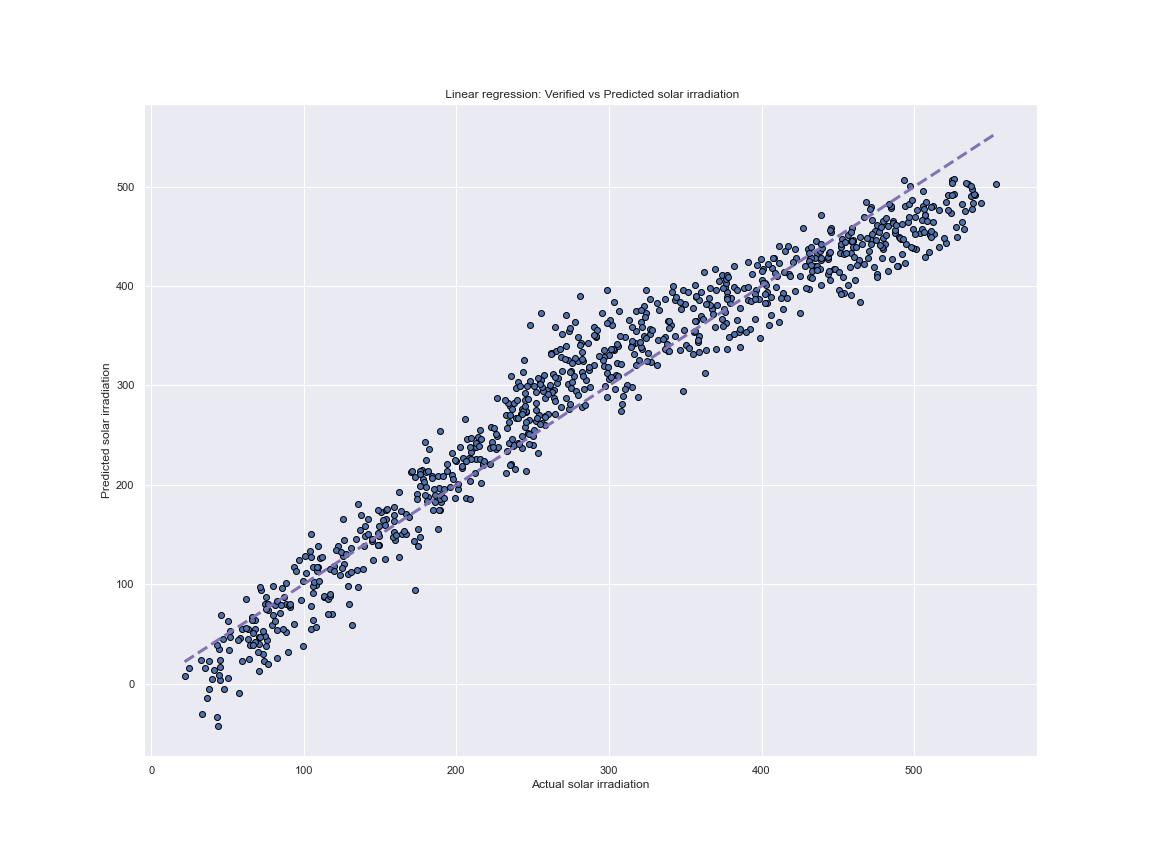 Linear regression: Verified vs Predicted solar irradiation
500
400
300
200
100
0
Predicted solar irradiation
0 100 200 300 400 500
Actual solar irradiation